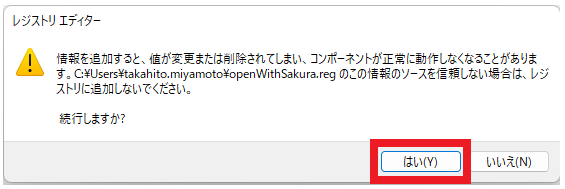 レジストリ エディター
情報を追加すると、値が変更または削除されてしまい、コンポーネントが正常に動作しなくなることがありま
す。C:¥Users¥takahito.miyamoto¥openWithSakura.reg のこの情報のソースを信頼しない場合は、レジ
ストリに追加しないでください。
続行しますか?
はい(Y)
いいえ(N)